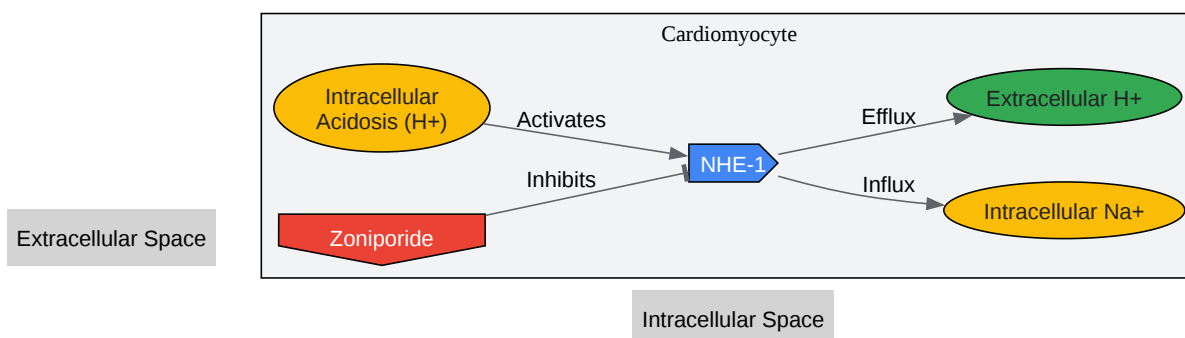 Cardiomyocyte
Intracellular
Acidosis (H+)
Activates
Inhibits
Zoniporide
NHE-1
Efflux
Influx
Extracellular H+
Intracellular Na+
Extracellular Space
Intracellular Space